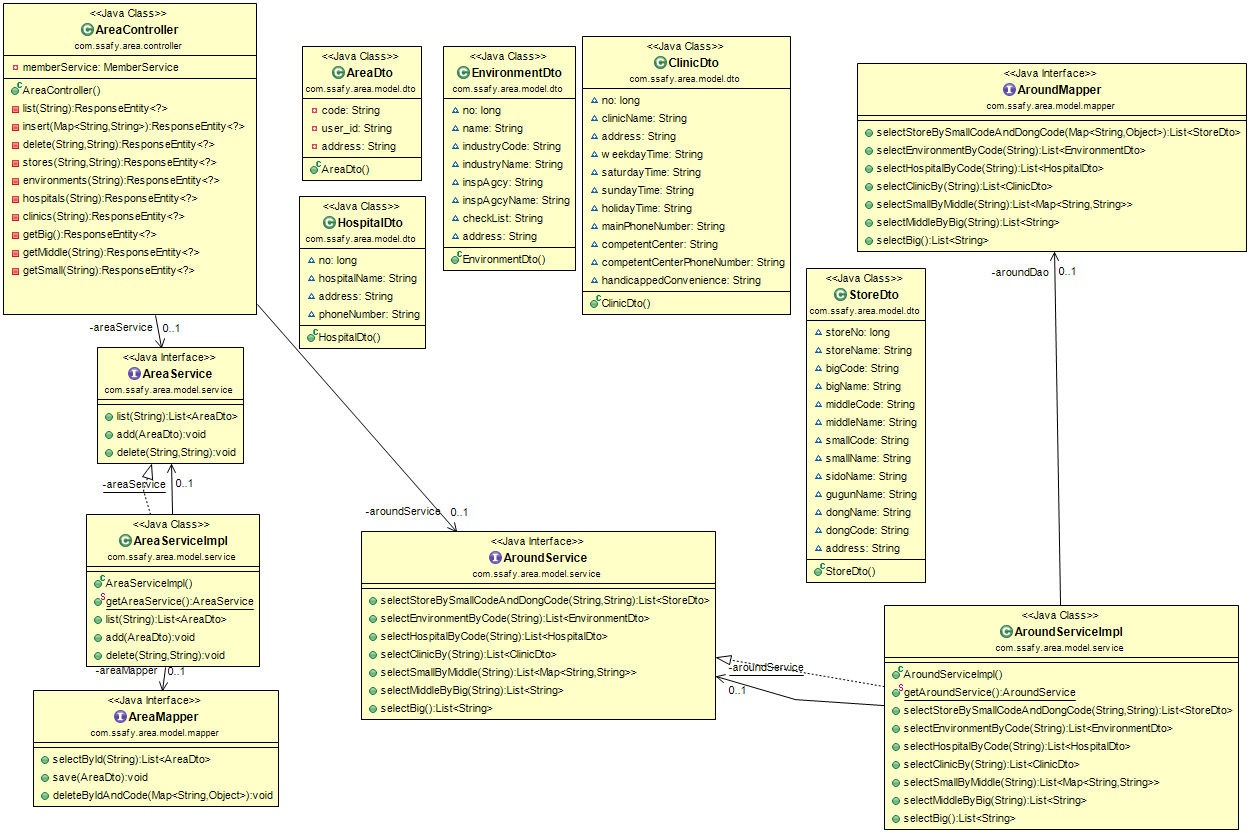 <<Java Class>>
AreaController
com.ssafy.area.controller
memberService: MemberService
AreaController()
list(String):ResponseEntity<?>
insert(Map<String,String>):ResponseEntity<?>
delete(String,String):ResponseEntity<?>
stores(String,String):ResponseEntity<?>
environments(String):ResponseEntity<?>
hospitals(String):ResponseEntity<?>
clinics(String):ResponseEntity<?>
getBig():ResponseEntity<?>
getMiddle(String):ResponseEntity<?>
getSmall(String):ResponseEntity<?>
<<Java Class>>
AreaDto
com.ssafy.area.model.dto
code: String
user_id: String
address: String
AreaDto()
<<Java Class>>
HospitalDto
com.ssafy.area.model.dto
no: long
hospitalName: String
address: String
phoneNumber: String
HospitalDto()
<<Java Class>>
EnvironmentDto
com.ssafy.area.model.dto
no: long
name: String
industryCode: String
industryName: String
inspAgcy: String
inspAgcyName: String
checkList: String
address: String
EnvironmentDto()
<<Java Class>>
ClinicDto
com.ssafy.area.model.dto
no: long
clinicName: String
address: String
weekdayTime: String
saturdayTime: String
sundayTime: String
holidayTime: String
mainPhoneNumber: String
competentCenter: String
competentCenterPhoneNumber: String
handicappedConvenience: String
ClinicDto()
<<Java Interface>>
AroundMapper
com.ssafy.area.model.mapper
selectStoreBySmallCodeAndDongCode(Map<String,Object>):List<StoreDto>
selectEnvironmentByCode(String):List<EnvironmentDto>
selectHospitalByCode(String):List<HospitalDto>
selectClinicBy(String):List<ClinicDto>
selectSmallByMiddle(String):List<Map<String,String>>
selectMiddleByBig(String):List<String>
selectBig():List<String>
-aroundDao 0..1
<<Java Class>>
StoreDto
com.ssafy.area.model.dto
storeNo: long
storeName: String
bigCode: String
bigName: String
middleCode: String
middleName: String
smallCode: String
smallName: String
sidoName: String
gugunName: String
dongName: String
dongCode: String
address: String
StoreDto()
-areaService 0..1
<<Java Interface>>
AreaService
com.ssafy.area.model.service
list(String):List<AreaDto>
add(AreaDto):void
delete(String,String):void
-areaService 0..1
<<Java Class>>
AreaServiceImpl
com.ssafy.area.model.service
AreaServiceImpl()
getAreaService():AreaService
list(String):List<AreaDto>
add(AreaDto):void
delete(String,String):void
-areaMapper 0..1
<<Java Interface>>
AreaMapper
com.ssafy.area.model.mapper
selectById(String):List<AreaDto>
save(AreaDto):void
deleteByIdAndCode(Map<String,Object>):void
-aroundService 0..1
<<Java Interface>>
AroundService
com.ssafy.area.model.service
selectStoreBySmallCodeAndDongCode(String,String):List<StoreDto>
selectEnvironmentByCode(String):List<EnvironmentDto>
selectHospitalByCode(String):List<HospitalDto>
selectClinicBy(String):List<ClinicDto>
selectSmallByMiddle(String):List<Map<String,String>>
selectMiddleByBig(String):List<String>
selectBig():List<String>
-aroundService
0..1
<<Java Class>>
AroundServiceImpl
com.ssafy.area.model.service
AroundServiceImpl()
getAroundService():AroundService
selectStoreBySmallCodeAndDongCode(String,String):List<StoreDto>
selectEnvironmentByCode(String):List<EnvironmentDto>
selectHospitalByCode(String):List<HospitalDto>
selectClinicBy(String):List<ClinicDto>
selectSmallByMiddle(String):List<Map<String,String>>
selectMiddleByBig(String):List<String>
selectBig():List<String>